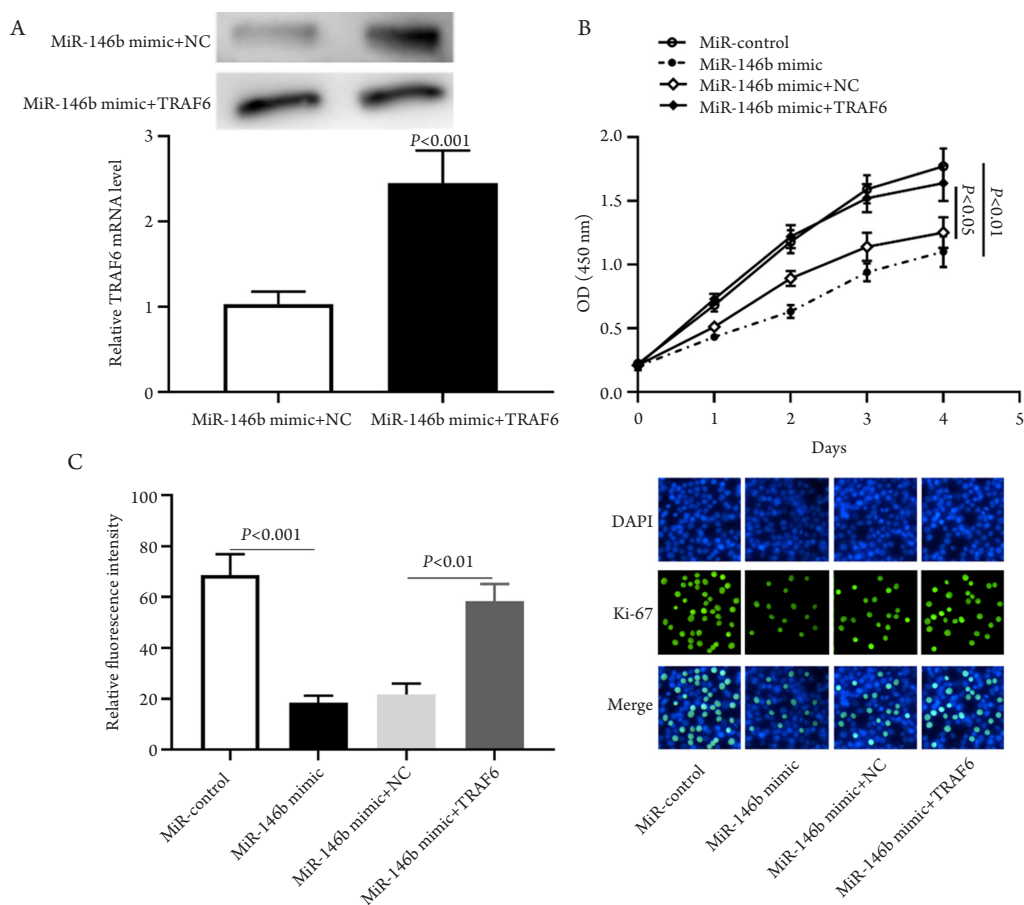 A
MiR-146b mimic+NC
MiR-146b mimic+TRAF6
P<0.001
Relative TRAF6 mRNA level
3
2
1
0
MiR-146b mimic+NC
MiR-146b mimic+TRAF6
B
MiR-control
MiR-146b mimic
MiR-146b mimic+NC
MiR-146b mimic+TRAF6
OD (450 nm)
2.0
1.5
1.0
0.5
0.0
P<0.05
P<0.01
0 1 2 3 4 5
Days
C
Relative fluorescence intensity
100
80
60
40
20
0
P<0.001
P<0.01
MiR-control
MiR-146b mimic
MiR-146b mimic+NC
MiR-146b mimic+TRAF6
DAPI
Ki-67
Merge
MiR-control
MiR-146b mimic
MiR-146b mimic+NC
MiR-146b mimic+TRAF6